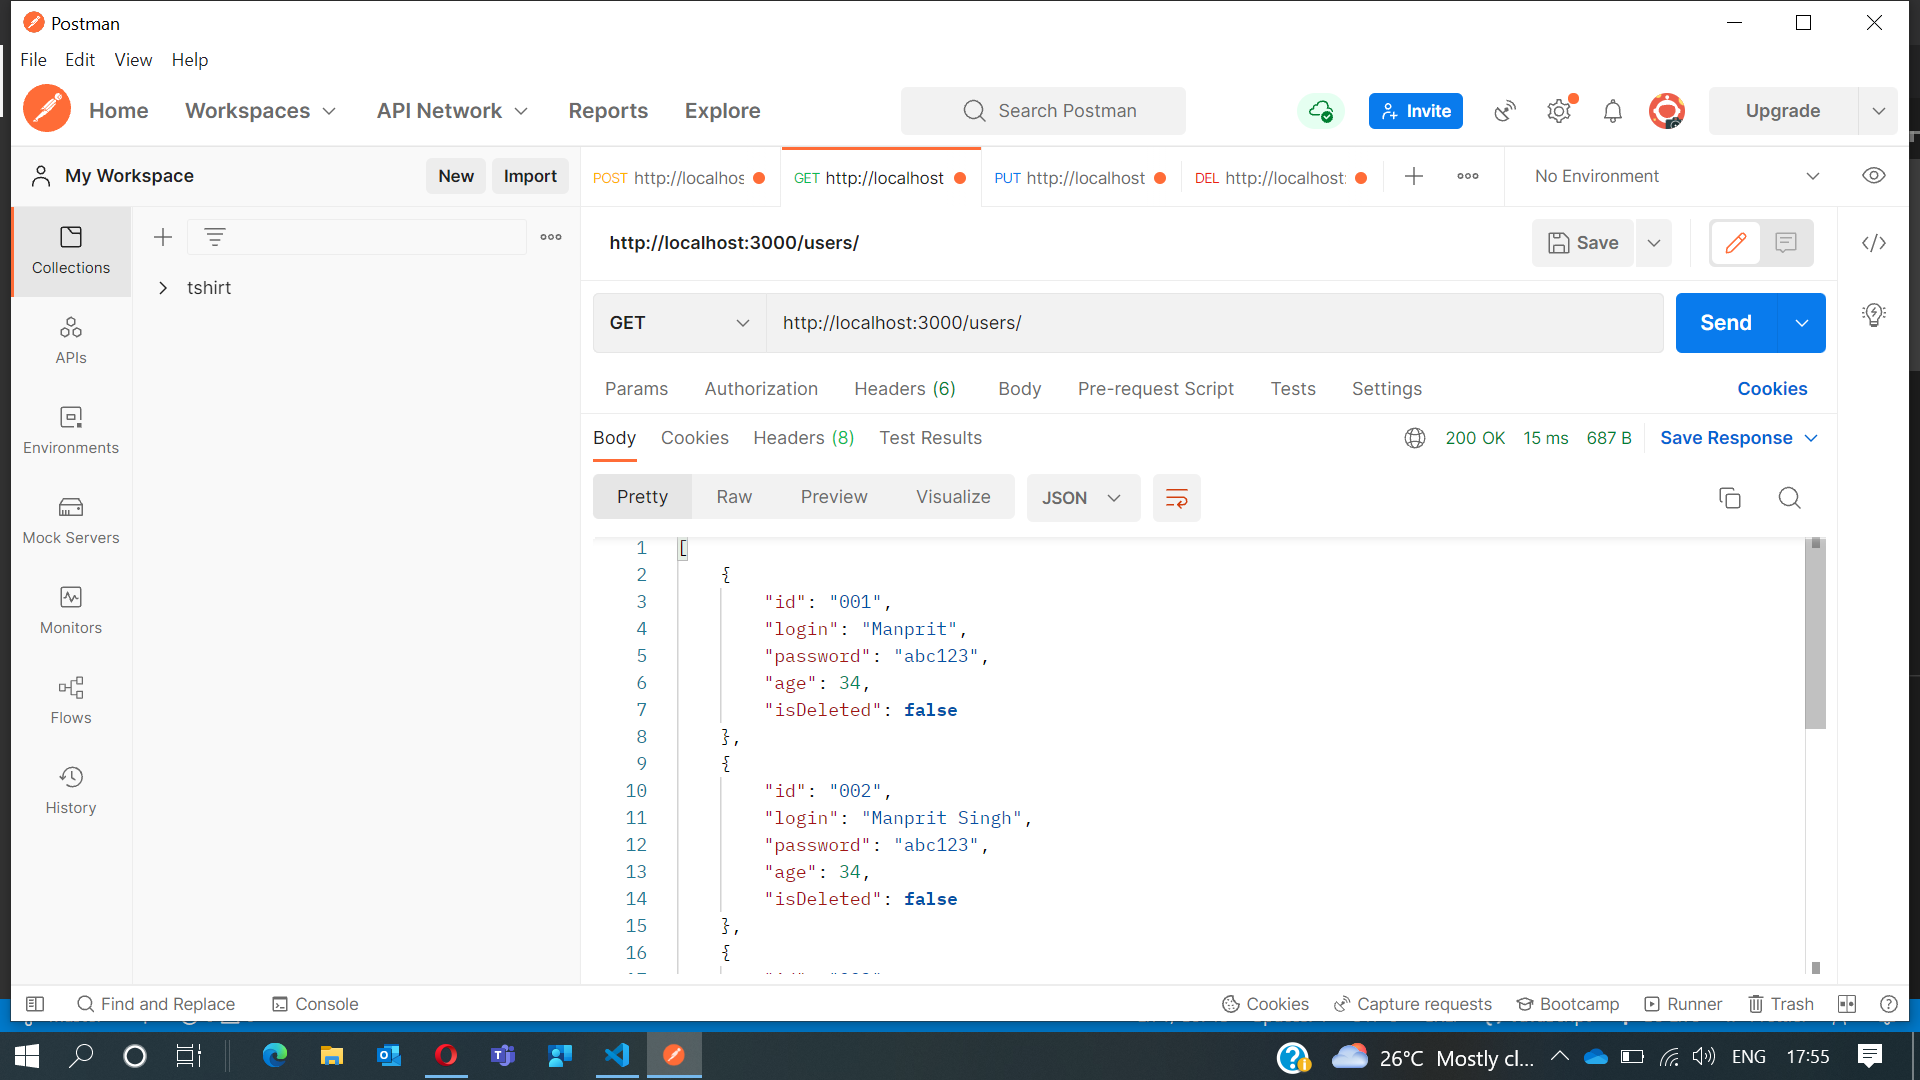 Postman
File Edit View Help
Home Workspaces API Network Reports Explore Search Postman Invite Upgrade
My Workspace New Import
POST http://localhos GET http://localhost PUT http://localhost DEL http://localhost: No Environment
Collections
APIs
Environments
Mock Servers
Monitors
Flows
History
tshirt
http://localhost:3000/users/ Save
GET http://localhost:3000/users/ Send
Params Authorization Headers (6) Body Pre-request Script Tests Settings Cookies
Body Cookies Headers (8) Test Results 200 OK 15 ms 687 B Save Response
Pretty Raw Preview Visualize JSON
1 [
2 {
3 "id": "001",
4 "login": "Manprit",
5 "password": "abc123",
6 "age": 34,
7 "isDeleted": false
8 },
9 {
10 "id": "002",
11 "login": "Manprit Singh",
12 "password": "abc123",
13 "age": 34,
14 "isDeleted": false
15 },
16 {
Find and Replace Console Cookies Capture requests Bootcamp Runner Trash
26°C Mostly cl... ENG 17:55